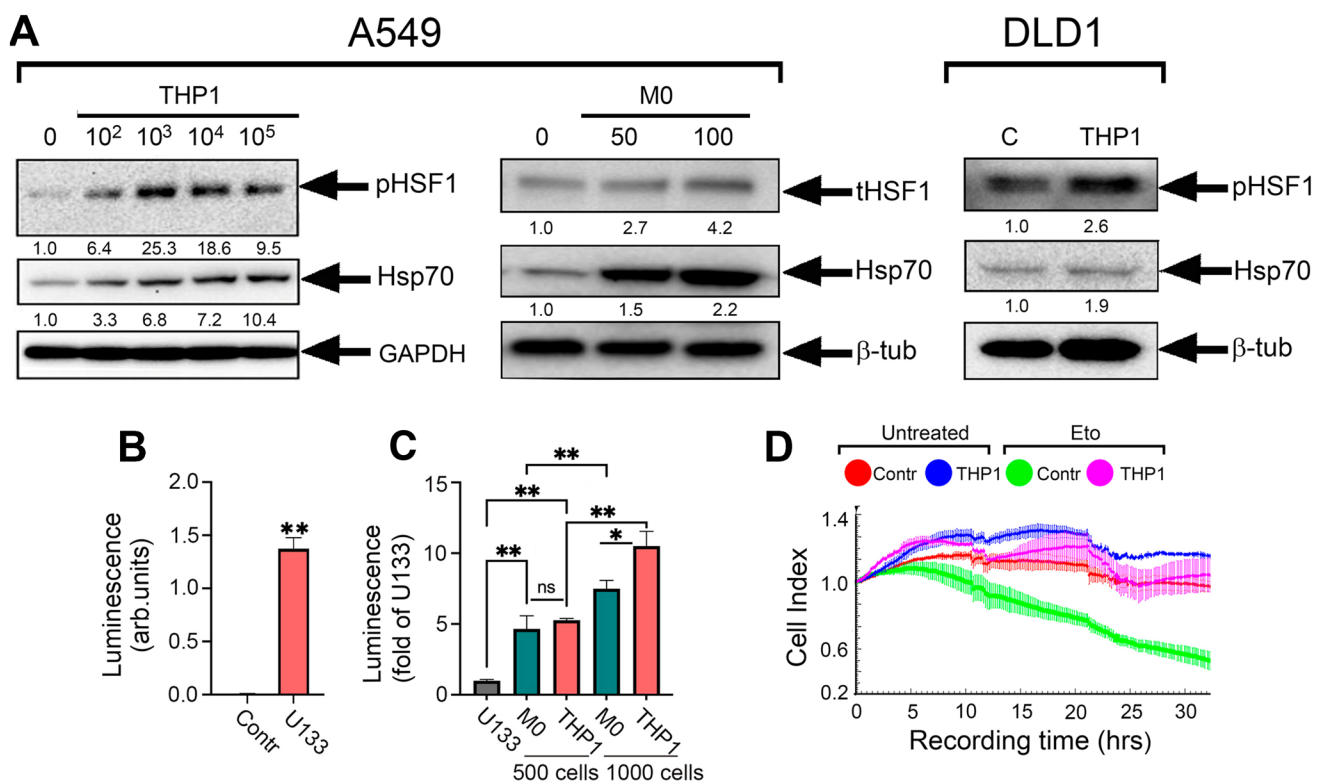 A
A549
DLD1
THP1
M0
0 10² 10³ 10⁴ 10⁵
0 50 100
C THP1
pHSF1
tHSF1
pHSF1
1.0 6.4 25.3 18.6 9.5
1.0 2.7 4.2
1.0 2.6
Hsp70
Hsp70
Hsp70
1.0 3.3 6.8 7.2 10.4
1.0 1.5 2.2
1.0 1.9
GAPDH
β-tub
β-tub
B
Luminescence
(arb.units)
2.0
1.5
1.0
0.5
0.0
**
Contr
U133
C
Luminescence
(fold of U133)
15
10
5
0
**
**
**
**
*
ns
U133
M0
THP1
M0
THP1
500 cells 1000 cells
D
Untreated Eto
Contr THP1 Contr THP1
Cell Index
1.4
1.0
0.6
0.2
0 5 10 15 20 25 30
Recording time (hrs)